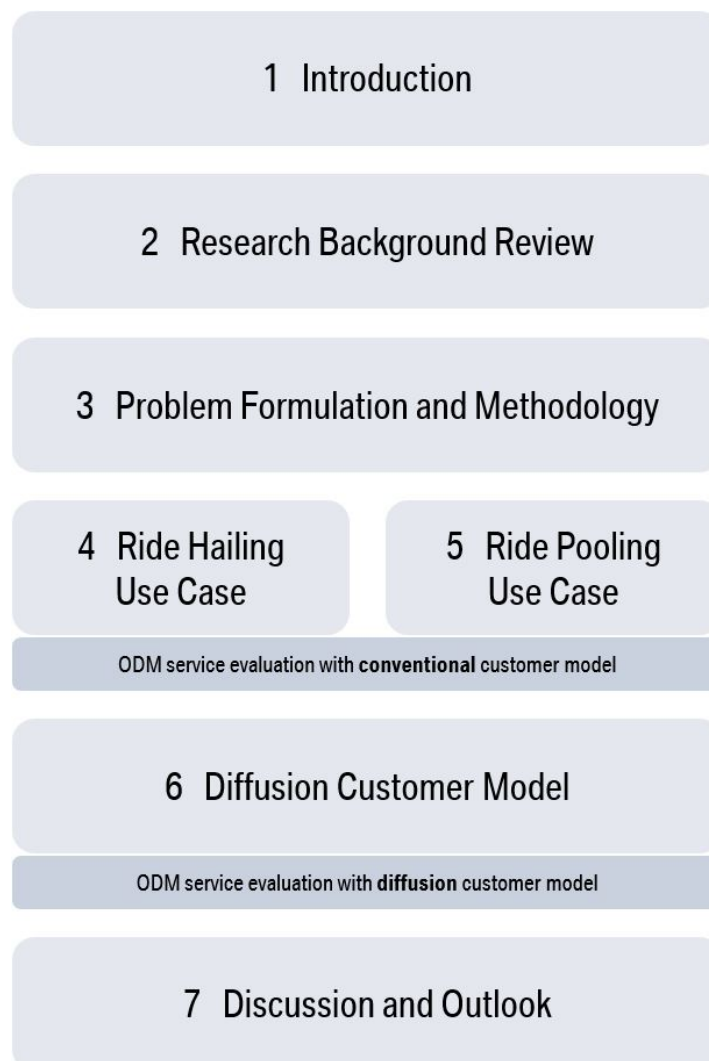 1 Introduction
2 Research Background Review
3 Problem Formulation and Methodology
4 Ride Hailing
Use Case
5 Ride Pooling
Use Case
ODM service evaluation with conventional customer model
6 Diffusion Customer Model
ODM service evaluation with diffusion customer model
7 Discussion and Outlook